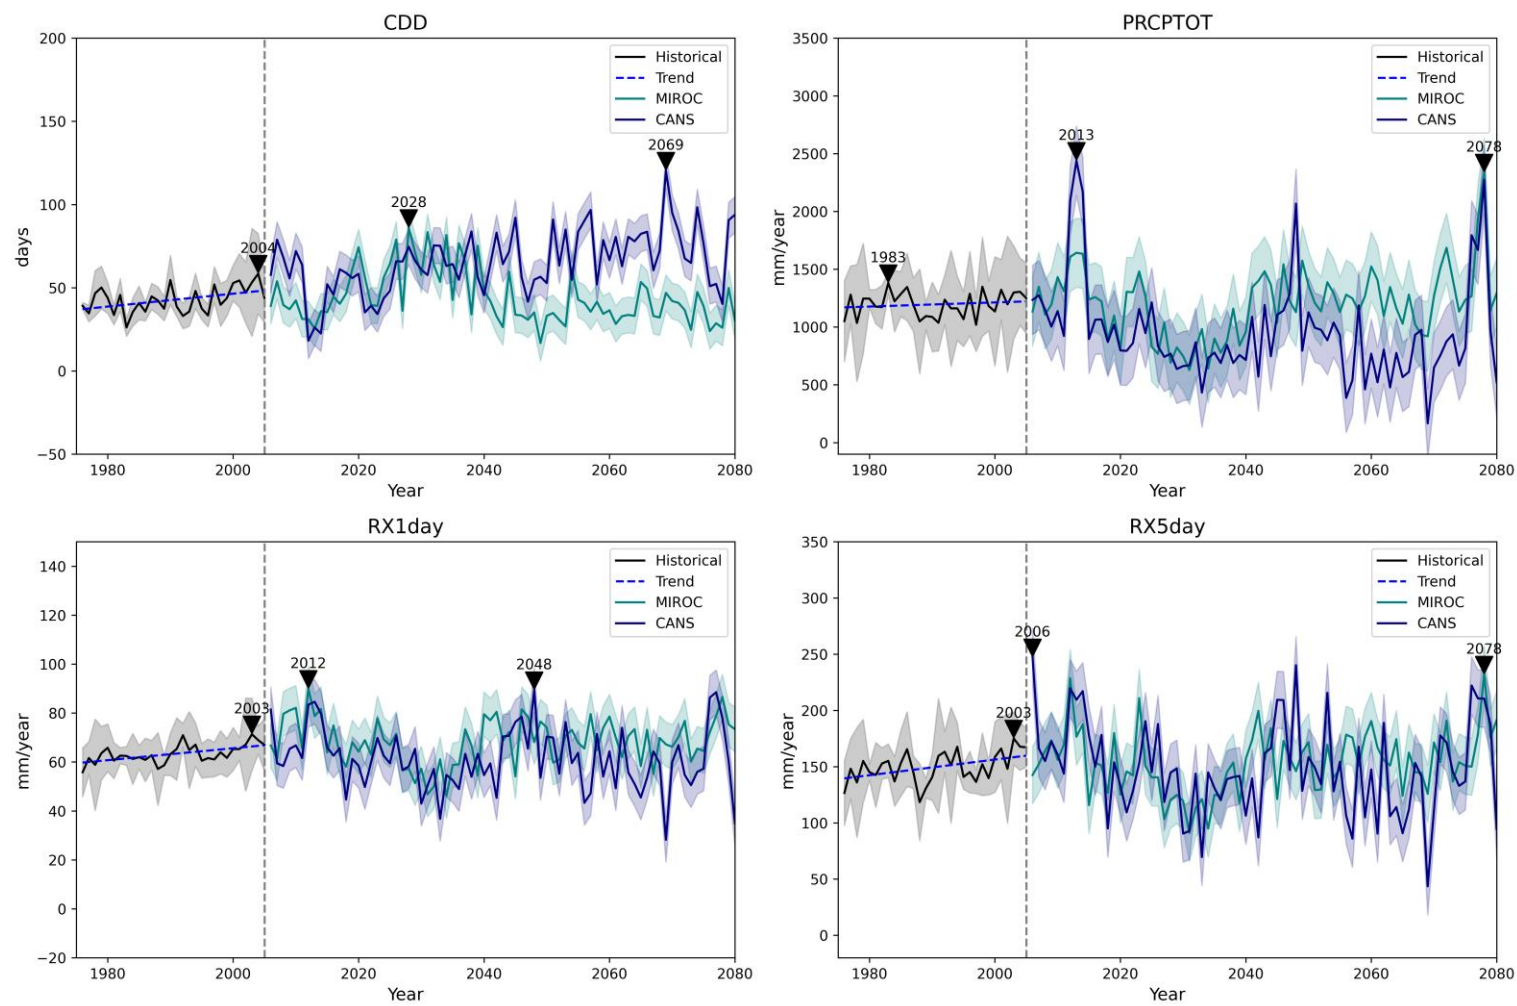 CDD
200
150
100
50
0
−50
days
1980
2000
2020
2040
2060
2080
Year
Historical
Trend
MIROC
CANS
2004
2028
2069
PRCPTOT
3500
3000
2500
2000
1500
1000
500
0
mm/year
1980
2000
2020
2040
2060
2080
Year
Historical
Trend
MIROC
CANS
1983
2013
2078
RX1day
140
120
100
80
60
40
20
0
−20
mm/year
1980
2000
2020
2040
2060
2080
Year
Historical
Trend
MIROC
CANS
2003
2012
2048
RX5day
350
300
250
200
150
100
50
0
mm/year
1980
2000
2020
2040
2060
2080
Year
Historical
Trend
MIROC
CANS
2003
2006
2078